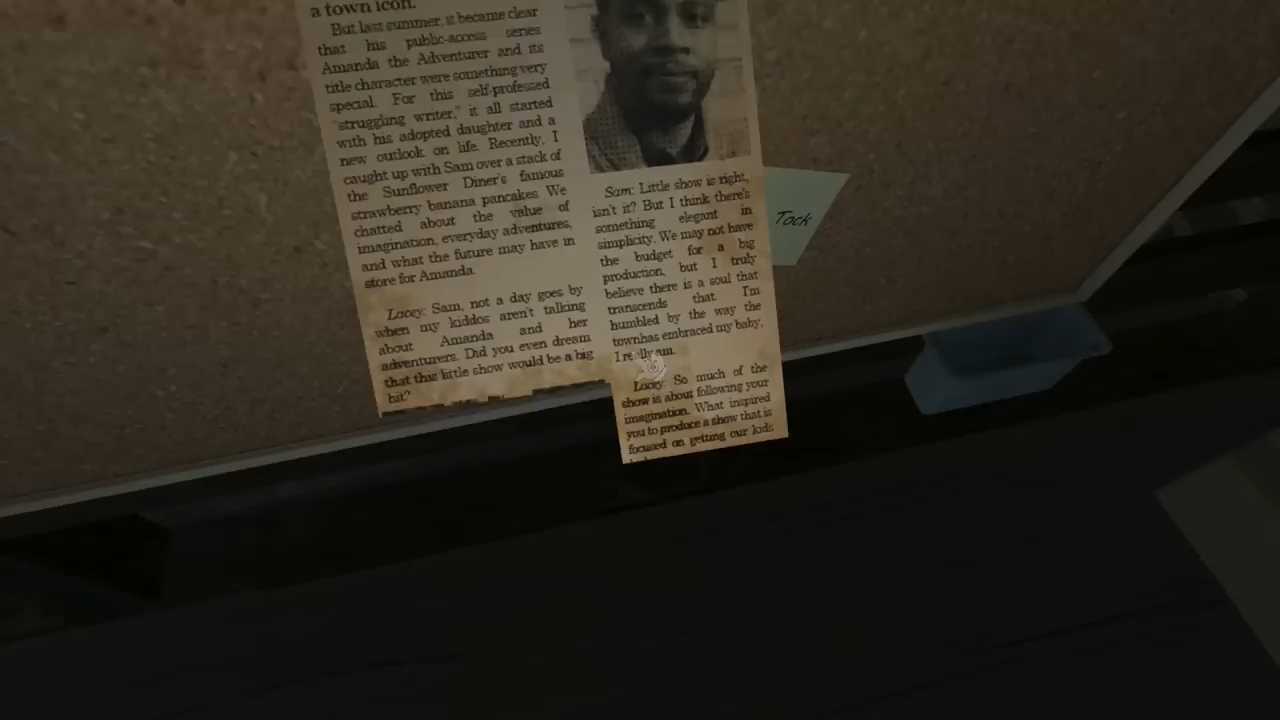 a town icon.
But last summer, it became clear
that his public-access series
Amanda the Adventurer and its
title character were something very
special. For this self-professed
"struggling writer," it all started
with his adopted daughter and a
new outlook on life. Recently, I
caught up with Sam over a stack of
the Sunflower Diner's famous
strawberry banana pancakes. We
chatted about the value of
imagination, everyday adventures,
and what the future may have in
store for Amanda.
Lacey: Sam, not a day goes by
when my kiddos aren't talking
about Amanda and her
adventurers. Did you even dream
that this little show would be a big
hit?
Sam: Little show is right,
isn't it? But I think there's
something elegant in
simplicity. We may not have
the budget for a big
production, but I truly
believe there is a soul that
transcends that. I'm
humbled by the way the
townhas embraced my baby,
I really am.
Lacey: So much of the
show is about following your
imagination. What inspired
you to produce a show that is
focused on getting our kids
Tock